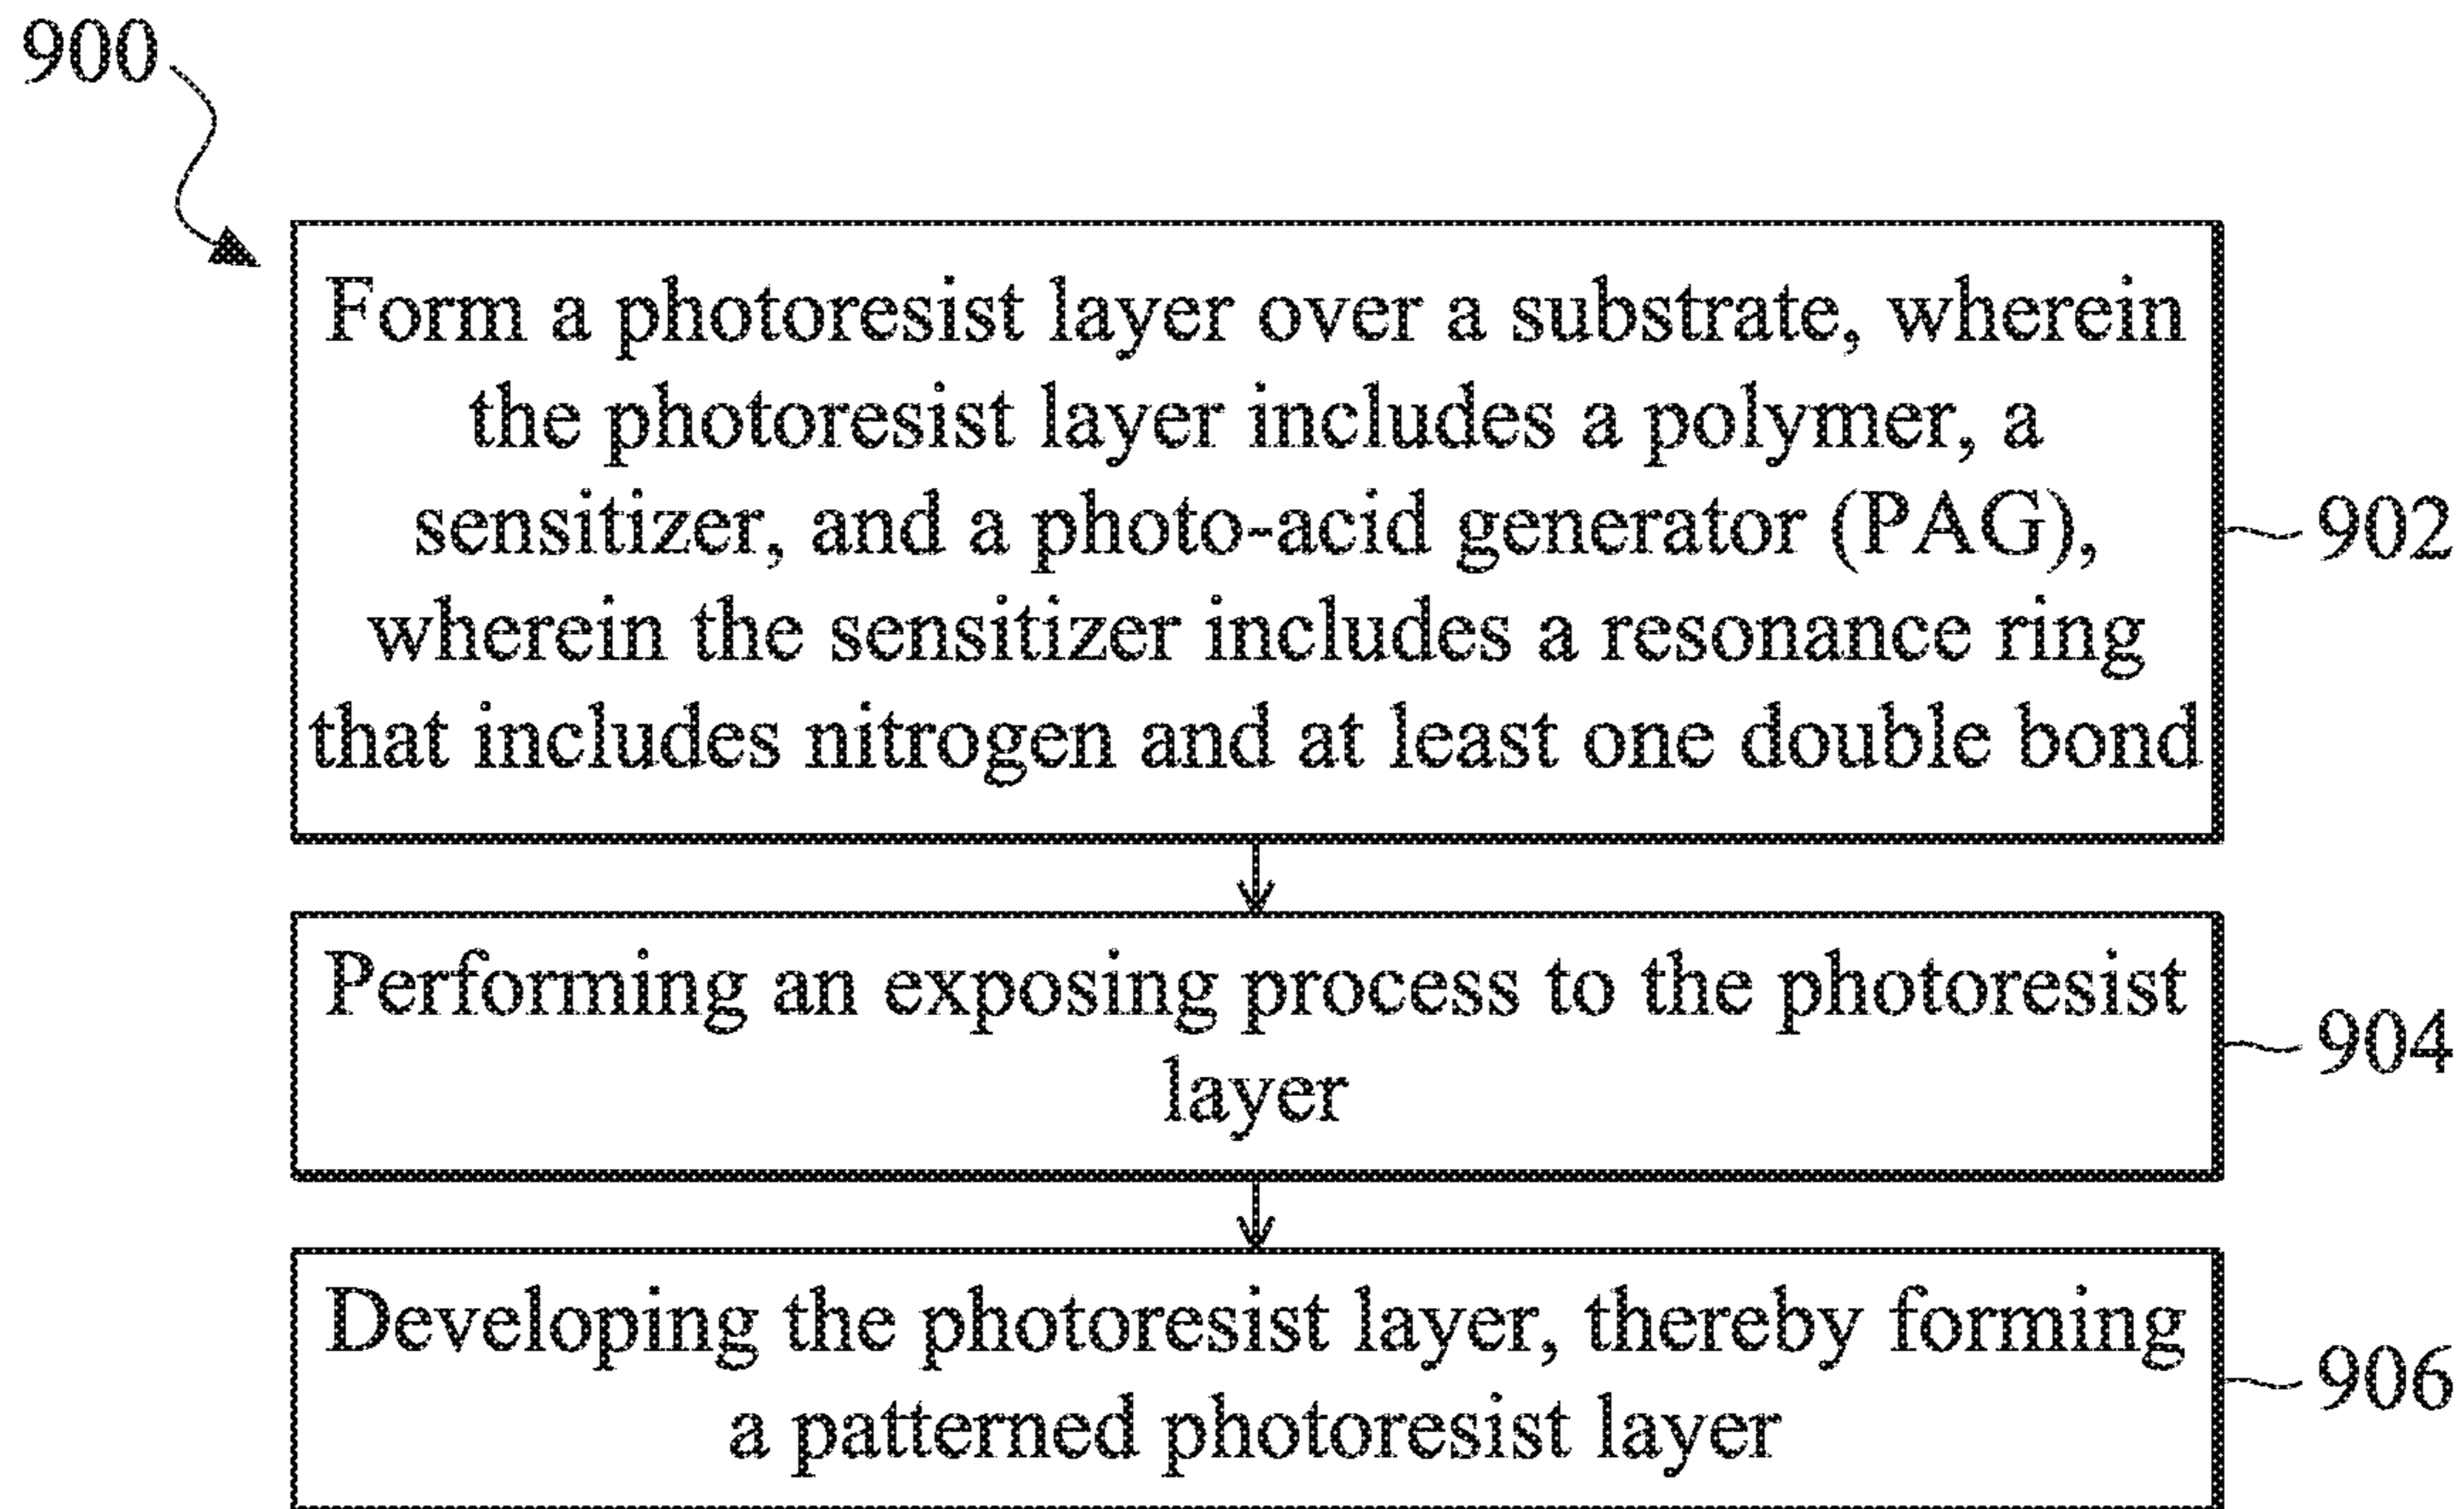 900
Form a photoresist layer over a substrate, wherein
the photoresist layer includes a polymer, a
sensitizer, and a photo-acid generator (PAG),
wherein the sensitizer includes a resonance ring
that includes nitrogen and at least one double bond
902
Performing an exposing process to the photoresist
layer
904
Developing the photoresist layer, thereby forming
a patterned photoresist layer
906